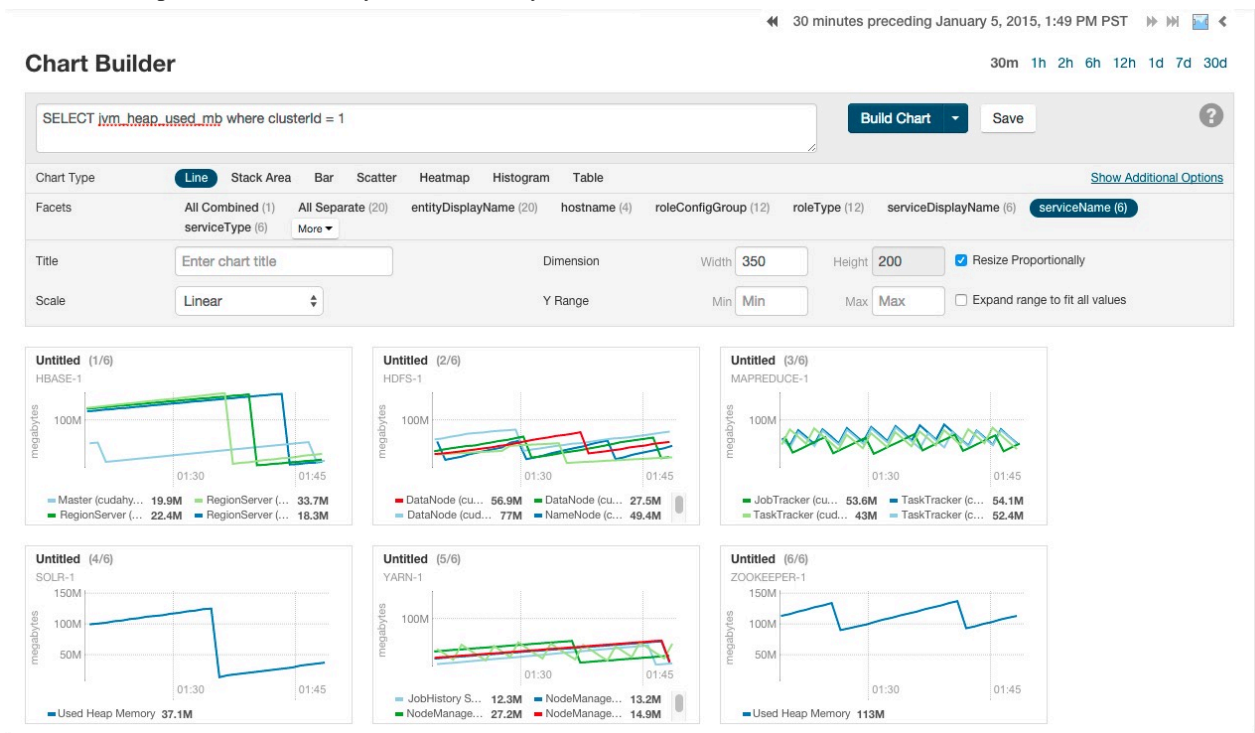 30 minutes preceding January 5, 2015, 1:49 PM PST
Chart Builder
30m 1h 2h 6h 12h 1d 7d 30d
SELECT jvm_heap_used_mb where clusterId = 1
Build Chart
Save
?
Chart Type Line Stack Area Bar Scatter Heatmap Histogram Table Show Additional Options
Facets All Combined (1) All Separate (20) entityDisplayName (20) hostname (4) roleConfigGroup (12) roleType (12) serviceDisplayName (6) serviceName (6)
serviceType (6) More
Title Enter chart title Dimension Width 350 Height 200 Resize Proportionally
Scale Linear Y Range Min Min Max Max Expand range to fit all values
Untitled (1/6)
HBASE-1
megabytes
100M
01:30 01:45
Master (cudahy... 19.9M RegionServer (... 33.7M
RegionServer (... 22.4M RegionServer (... 18.3M
Untitled (2/6)
HDFS-1
megabytes
100M
01:30 01:45
DataNode (cu... 56.9M DataNode (cu... 27.5M
DataNode (cud... 77M NameNode (c... 49.4M
Untitled (3/6)
MAPREDUCE-1
megabytes
100M
01:30 01:45
JobTracker (cu... 53.6M TaskTracker (c... 54.1M
TaskTracker (cud... 43M TaskTracker (c... 52.4M
Untitled (4/6)
SOLR-1
megabytes
150M
100M
50M
01:30 01:45
Used Heap Memory 37.1M
Untitled (5/6)
YARN-1
megabytes
100M
01:30 01:45
JobHistory S... 12.3M NodeManage... 13.2M
NodeManage... 27.2M NodeManage... 14.9M
Untitled (6/6)
ZOOKEEPER-1
megabytes
150M
100M
50M
01:30 01:45
Used Heap Memory 113M